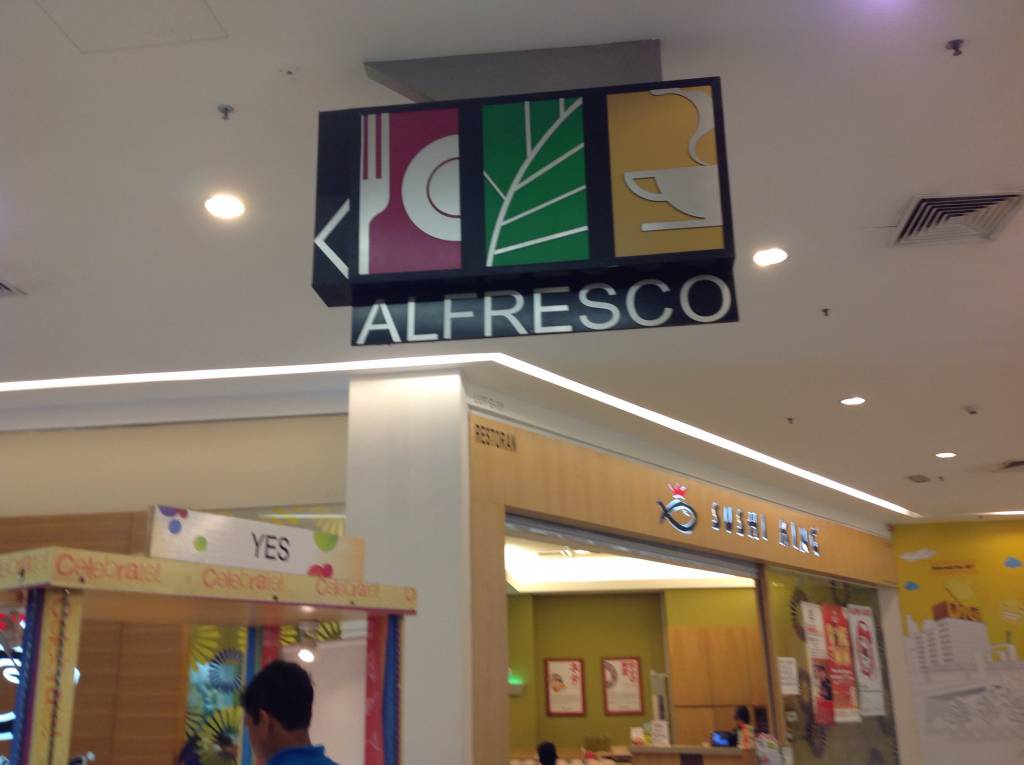 ALFRESCO
RESTORAN
SUSHI KING
YES
Celebrate!
Celebrate!
Celebrate!